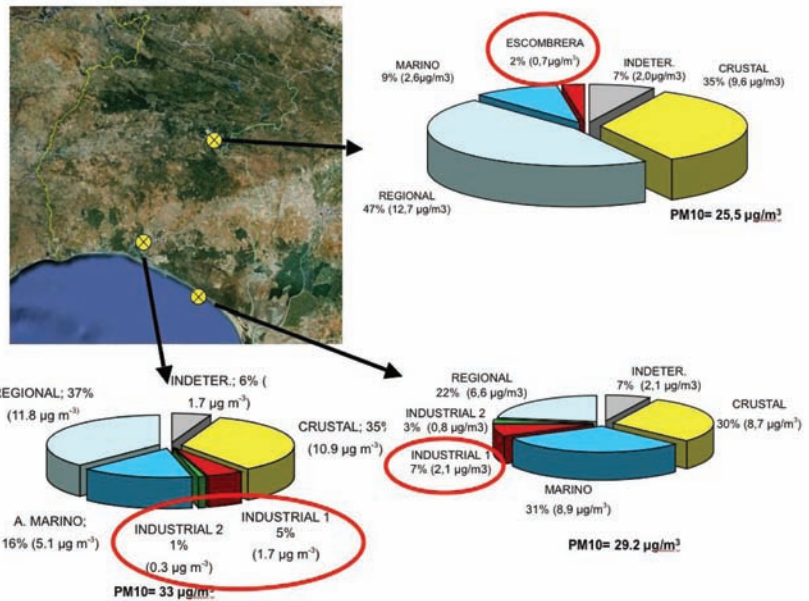 ESCOMBRERA
2% (0,7µg/m³)
MARINO
9% (2,6µg/m3)
INDETER.
7% (2,0µg/m3)
CRUSTAL
35% (9,6 µg/m3)
REGIONAL
47% (12,7 µg/m3)
PM10= 25,5 µg/m³
REGIONAL; 37%
(11.8 µg m⁻³)
INDETER.; 6% (
1.7 µg m⁻³)
CRUSTAL; 35%
(10.9 µg m⁻³)
A. MARINO;
16% (5.1 µg m⁻³)
INDUSTRIAL 2
1%
(0.3 µg m⁻³)
INDUSTRIAL 1
5%
(1.7 µg m⁻³)
PM10= 33 µg/m³
REGIONAL
22% (6,6 µg/m3)
INDUSTRIAL 2
3% (0,8 µg/m3)
INDUSTRIAL 1
7% (2,1 µg/m3)
INDETER.
7% (2,1 µg/m3)
CRUSTAL
30% (8,7 µg/m³)
MARINO
31% (8,9 µg/m3)
PM10= 29.2 µg/m³